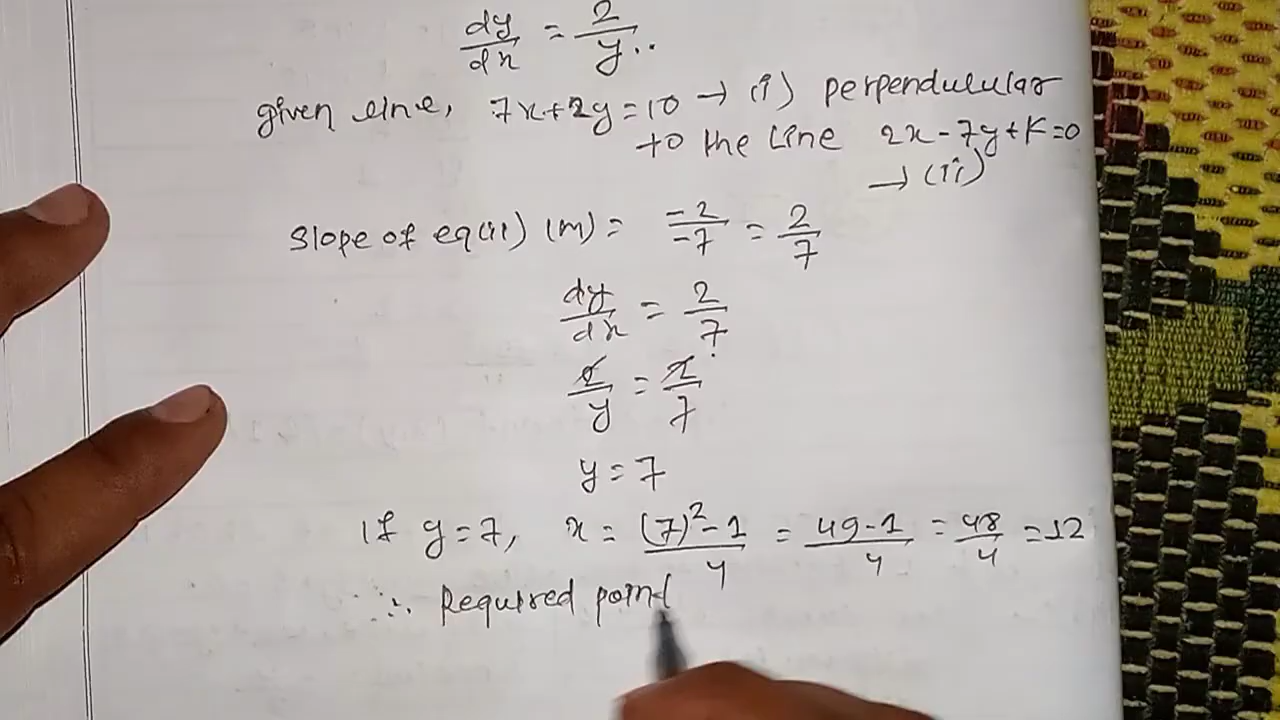 dy/dx = 2/y..
given line, 7x+2y=10 → (i) perpendulular
to the Line 2x-7y+K=0
→ (ii)
Slope of eq(ii) (m) = -2/-7 = 2/7
dy/dx = 2/7
2/y = 2/7
y = 7
If y=7, x = (7)²-1/4 = 49-1/4 = 48/4 = 12
∴ Required point